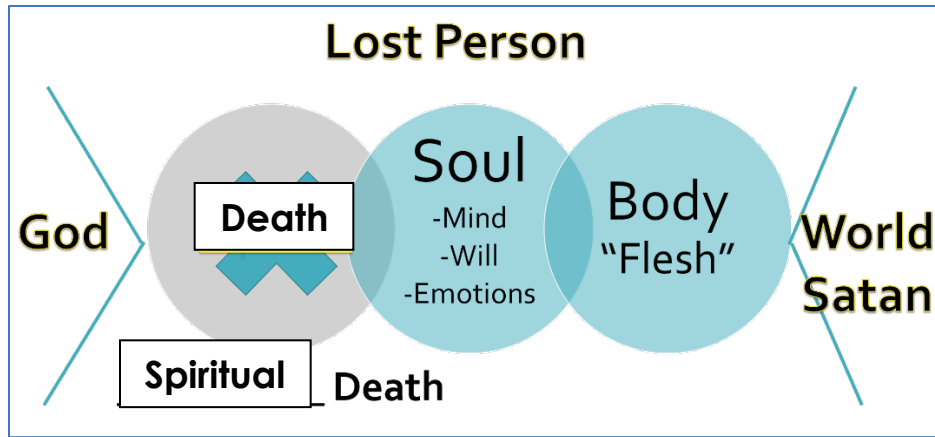 Lost Person
God
Death
Soul
-Mind
-Will
-Emotions
Body
“Flesh”
World
Satan
Spiritual Death